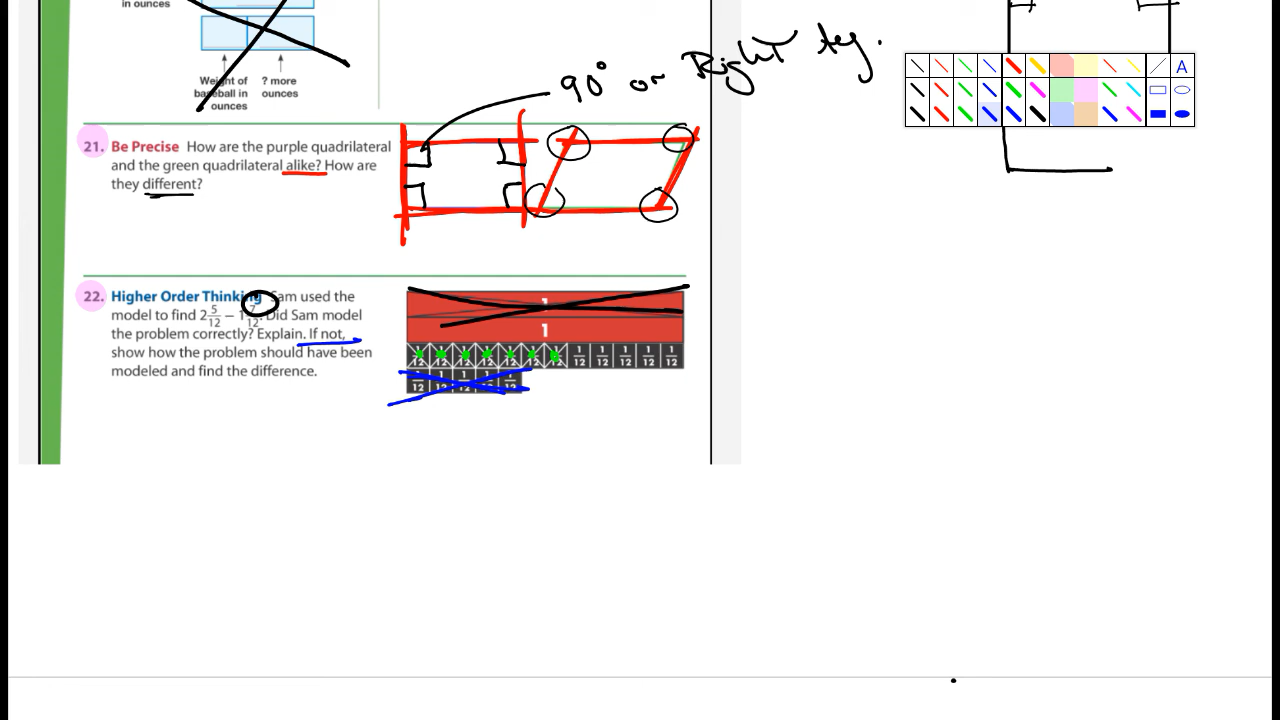 in ounces
Weight of
baseball in
ounces
? more
ounces
90° or Right
A
21. Be Precise How are the purple quadrilateral
and the green quadrilateral alike? How are
they different?
22. Higher Order Thinking Sam used the
model to find 2 5/12 − 1 7/12. Did Sam model
the problem correctly? Explain. If not,
show how the problem should have been
modeled and find the difference.
1
1
1/12 1/12 1/12 1/12 1/12 1/12 1/12 1/12 1/12 1/12 1/12 1/12
1/12 1/12 1/12 1/12 1/12